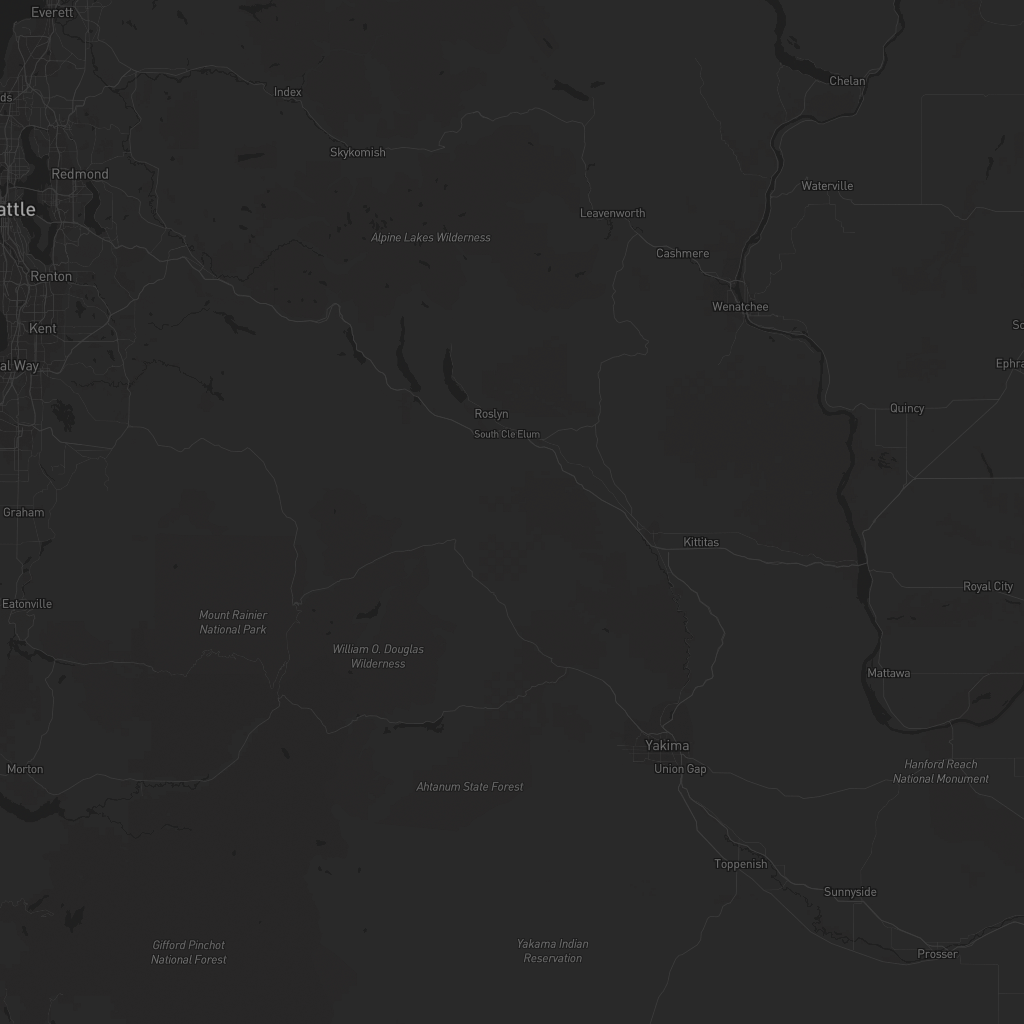 Everett
Chelan
Index
ds
Skykomish
Redmond
Waterville
attle
Leavenworth
Alpine Lakes Wilderness
Cashmere
Renton
Wenatchee
Kent
So
Ephra
al Way
Quincy
Roslyn
South Cle Elum
Graham
Kittitas
Royal City
Eatonville
Mount Rainier
National Park
William O. Douglas
Wilderness
Mattawa
Yakima
Hanford Reach
National Monument
Morton
Union Gap
Ahtanum State Forest
Toppenish
Sunnyside
Gifford Pinchot
National Forest
Yakama Indian
Reservation
Prosser